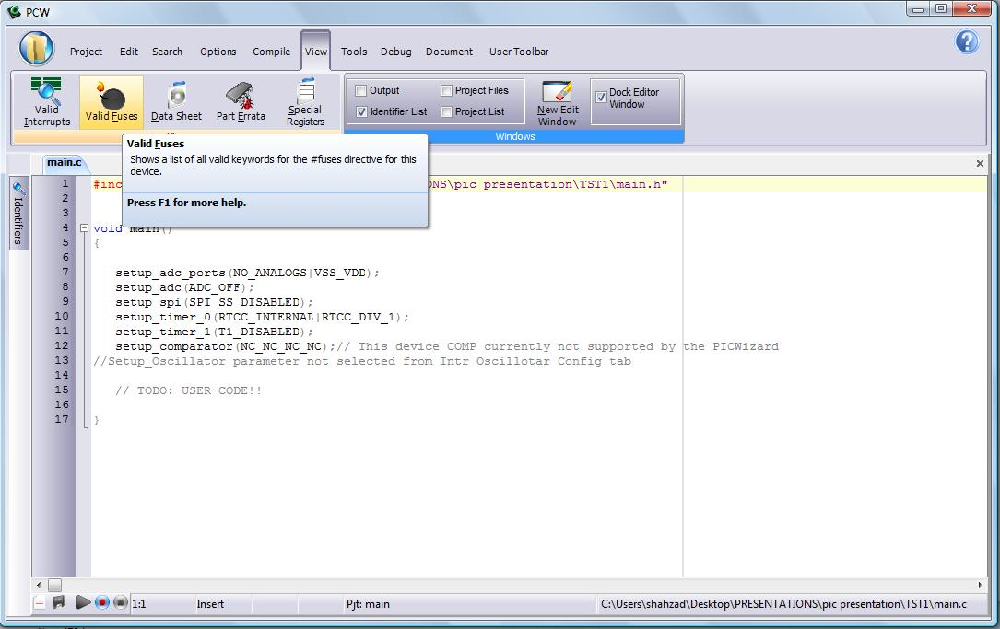 PCW
Project Edit Search Options Compile View Tools Debug Document User Toolbar
Valid Interrupts
Valid Fuses
Data Sheet
Part Errata
Special Registers
Output
Project Files
Identifier List
Project List
New Edit Window
Dock Editor Window
Windows
Valid Fuses
Shows a list of all valid keywords for the #fuses directive for this
device.
Press F1 for more help.
main.c
Identifiers
1 #inc ONS\pic presentation\TST1\main.h"
2
3
4 void main()
5 {
6
7 setup_adc_ports(NO_ANALOGS|VSS_VDD);
8 setup_adc(ADC_OFF);
9 setup_spi(SPI_SS_DISABLED);
10 setup_timer_0(RTCC_INTERNAL|RTCC_DIV_1);
11 setup_timer_1(T1_DISABLED);
12 setup_comparator(NC_NC_NC_NC);// This device COMP currently not supported by the PICWizard
13 //Setup_Oscillator parameter not selected from Intr Oscillotar Config tab
14
15 // TODO: USER CODE!!
16
17 }
1:1 Insert Pjt: main C:\Users\shahzad\Desktop\PRESENTATIONS\pic presentation\TST1\main.c